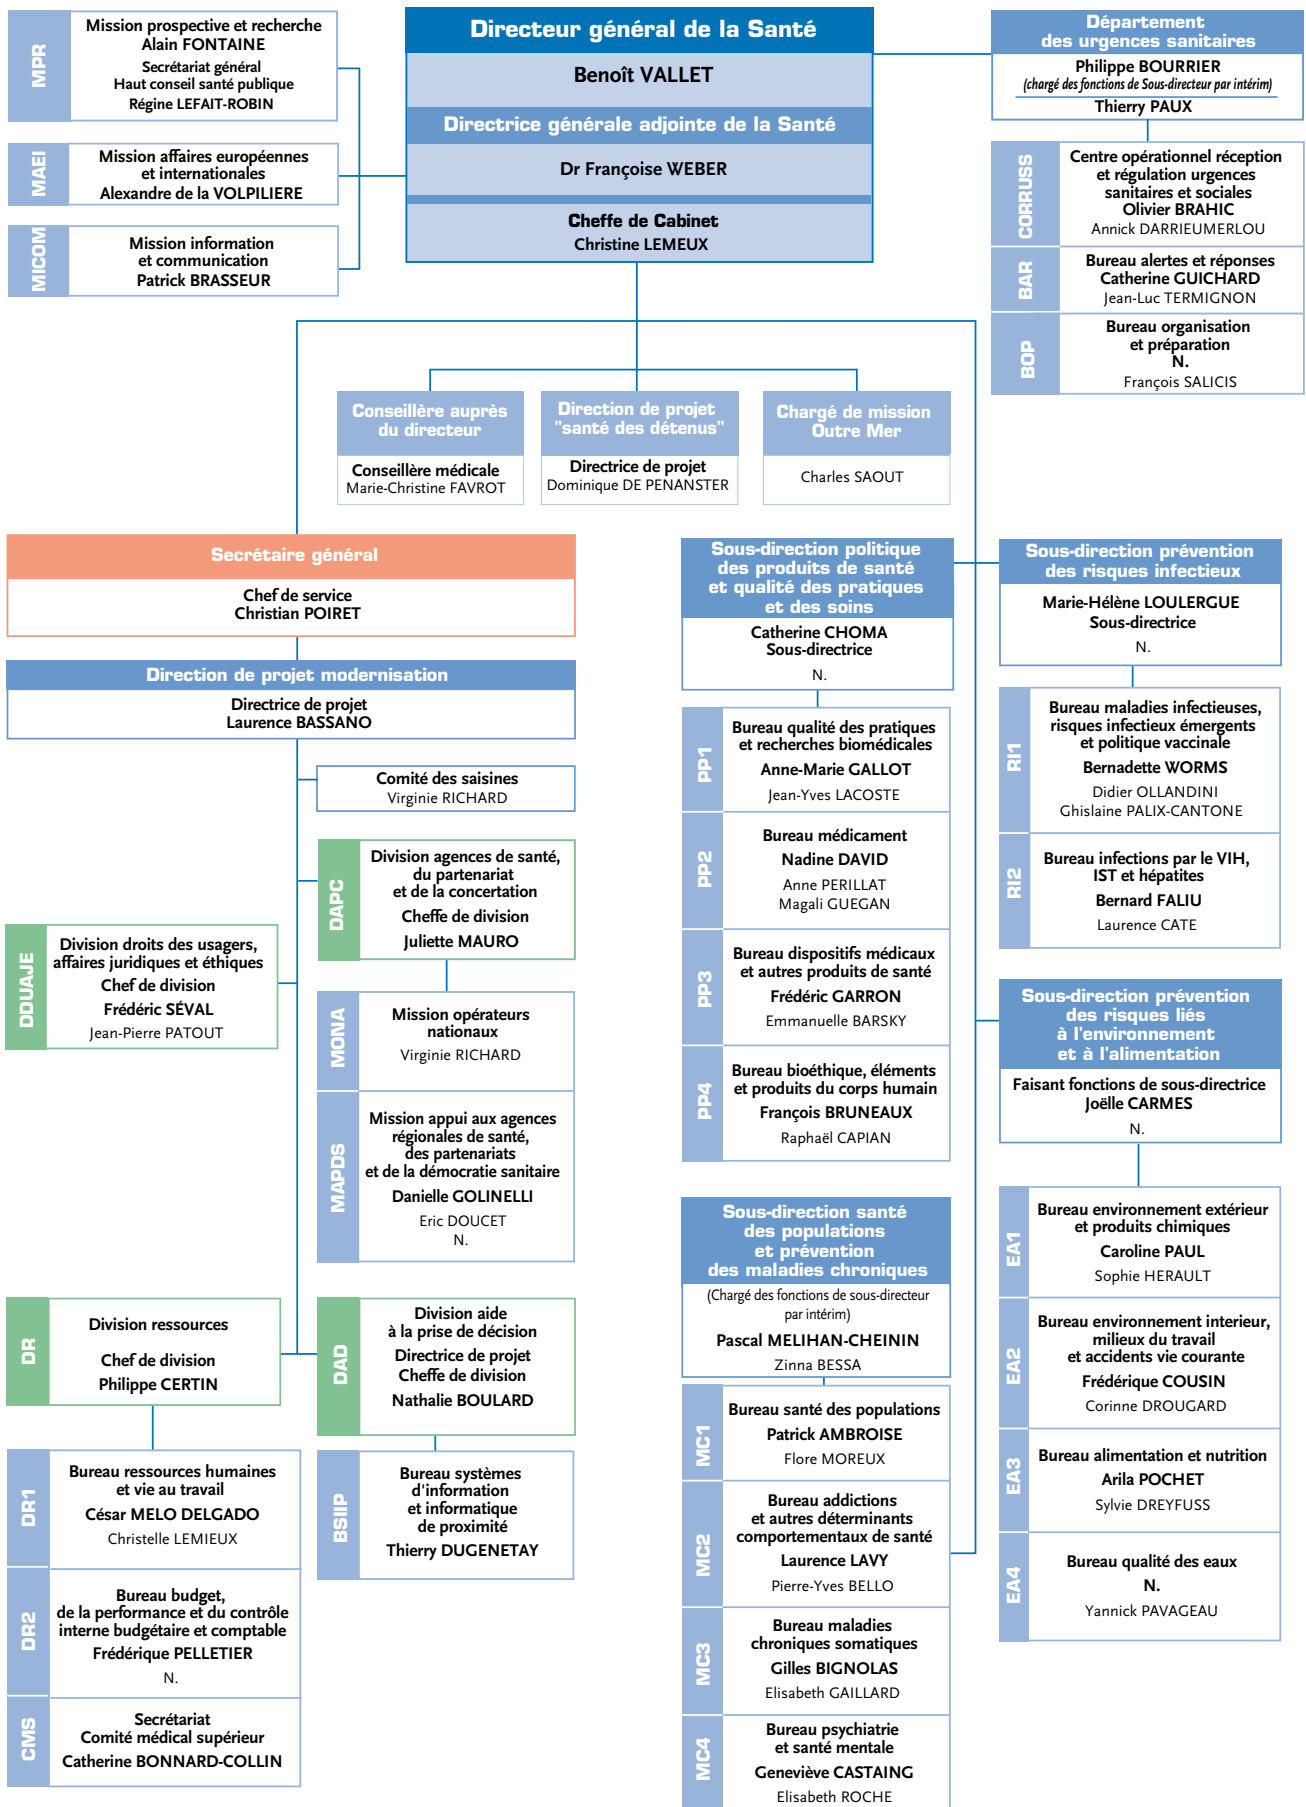 MPR
Mission prospective et recherche
Alain FONTAINE
Secrétariat général
Haut conseil santé publique
Régine LEFAIT-ROBIN
MAEI
Mission affaires européennes
et internationales
Alexandre de la VOLPILIERE
MICOM
Mission information
et communication
Patrick BRASSEUR
Directeur général de la Santé
Benoît VALLET
Directrice générale adjointe de la Santé
Dr Françoise WEBER
Cheffe de Cabinet
Christine LEMEUX
Département
des urgences sanitaires
Philippe BOURRIER
(chargé des fonctions de Sous-directeur par intérim)
Thierry PAUX
CORRUSS
Centre opérationnel réception
et régulation urgences
sanitaires et sociales
Olivier BRAHIC
Annick DARRIEUMERLOU
BAR
Bureau alertes et réponses
Catherine GUICHARD
Jean-Luc TERMIGNON
BOP
Bureau organisation
et préparation
N.
François SALICIS
Conseillère auprès
du directeur
Conseillère médicale
Marie-Christine FAVROT
Direction de projet
"santé des détenus"
Directrice de projet
Dominique DE PENANSTER
Chargé de mission
Outre Mer
Charles SAOUT
Secrétaire général
Chef de service
Christian POIRET
Direction de projet modernisation
Directrice de projet
Laurence BASSANO
Comité des saisines
Virginie RICHARD
DAPC
Division agences de santé,
du partenariat
et de la concertation
Cheffe de division
Juliette MAURO
DDUAJE
Division droits des usagers,
affaires juridiques et éthiques
Chef de division
Frédéric SÉVAL
Jean-Pierre PATOUT
MONA
Mission opérateurs
nationaux
Virginie RICHARD
MAPDS
Mission appui aux agences
régionales de santé,
des partenariats
et de la démocratie sanitaire
Danielle GOLINELLI
Eric DOUCET
N.
DR
Division ressources
Chef de division
Philippe CERTIN
DAD
Division aide
à la prise de décision
Directrice de projet
Cheffe de division
Nathalie BOULARD
DR1
Bureau ressources humaines
et vie au travail
César MELO DELGADO
Christelle LEMIEUX
DR2
Bureau budget,
de la performance et du contrôle
interne budgétaire et comptable
Frédérique PELLETIER
N.
CMS
Secrétariat
Comité médical supérieur
Catherine BONNARD-COLLIN
BSIIP
Bureau systèmes
d'information
et informatique
de proximité
Thierry DUGENETAY
Sous-direction politique
des produits de santé
et qualité des pratiques
et des soins
Catherine CHOMA
Sous-directrice
N.
PP1
Bureau qualité des pratiques
et recherches biomédicales
Anne-Marie GALLOT
Jean-Yves LACOSTE
PP2
Bureau médicament
Nadine DAVID
Anne PERILLAT
Magali GUEGAN
PP3
Bureau dispositifs médicaux
et autres produits de santé
Frédéric GARRON
Emmanuelle BARSKY
PP4
Bureau bioéthique, éléments
et produits du corps humain
François BRUNEAUX
Raphaël CAPIAN
Sous-direction santé
des populations
et prévention
des maladies chroniques
(Chargé des fonctions de sous-directeur
par intérim)
Pascal MELIHAN-CHEININ
Zinna BESSA
MC1
Bureau santé des populations
Patrick AMBROISE
Flore MOREUX
MC2
Bureau addictions
et autres déterminants
comportementaux de santé
Laurence LAVY
Pierre-Yves BELLO
MC3
Bureau maladies
chroniques somatiques
Gilles BIGNOLAS
Elisabeth GAILLARD
MC4
Bureau psychiatrie
et santé mentale
Geneviève CASTAING
Elisabeth ROCHE
Sous-direction prévention
des risques infectieux
Marie-Hélène LOULERGUE
Sous-directrice
N.
RI1
Bureau maladies infectieuses,
risques infectieux émergents
et politique vaccinale
Bernadette WORMS
Didier OLLANDINI
Ghislaine PALIX-CANTONE
RI2
Bureau infections par le VIH,
IST et hépatites
Bernard FALIU
Laurence CATE
Sous-direction prévention
des risques liés
à l'environnement
et à l'alimentation
Faisant fonctions de sous-directrice
Joëlle CARMES
N.
EA1
Bureau environnement extérieur
et produits chimiques
Caroline PAUL
Sophie HERAULT
EA2
Bureau environnement interieur,
milieux du travail
et accidents vie courante
Frédérique COUSIN
Corinne DROUGARD
EA3
Bureau alimentation et nutrition
Arila POCHET
Sylvie DREYFUSS
EA4
Bureau qualité des eaux
N.
Yannick PAVAGEAU